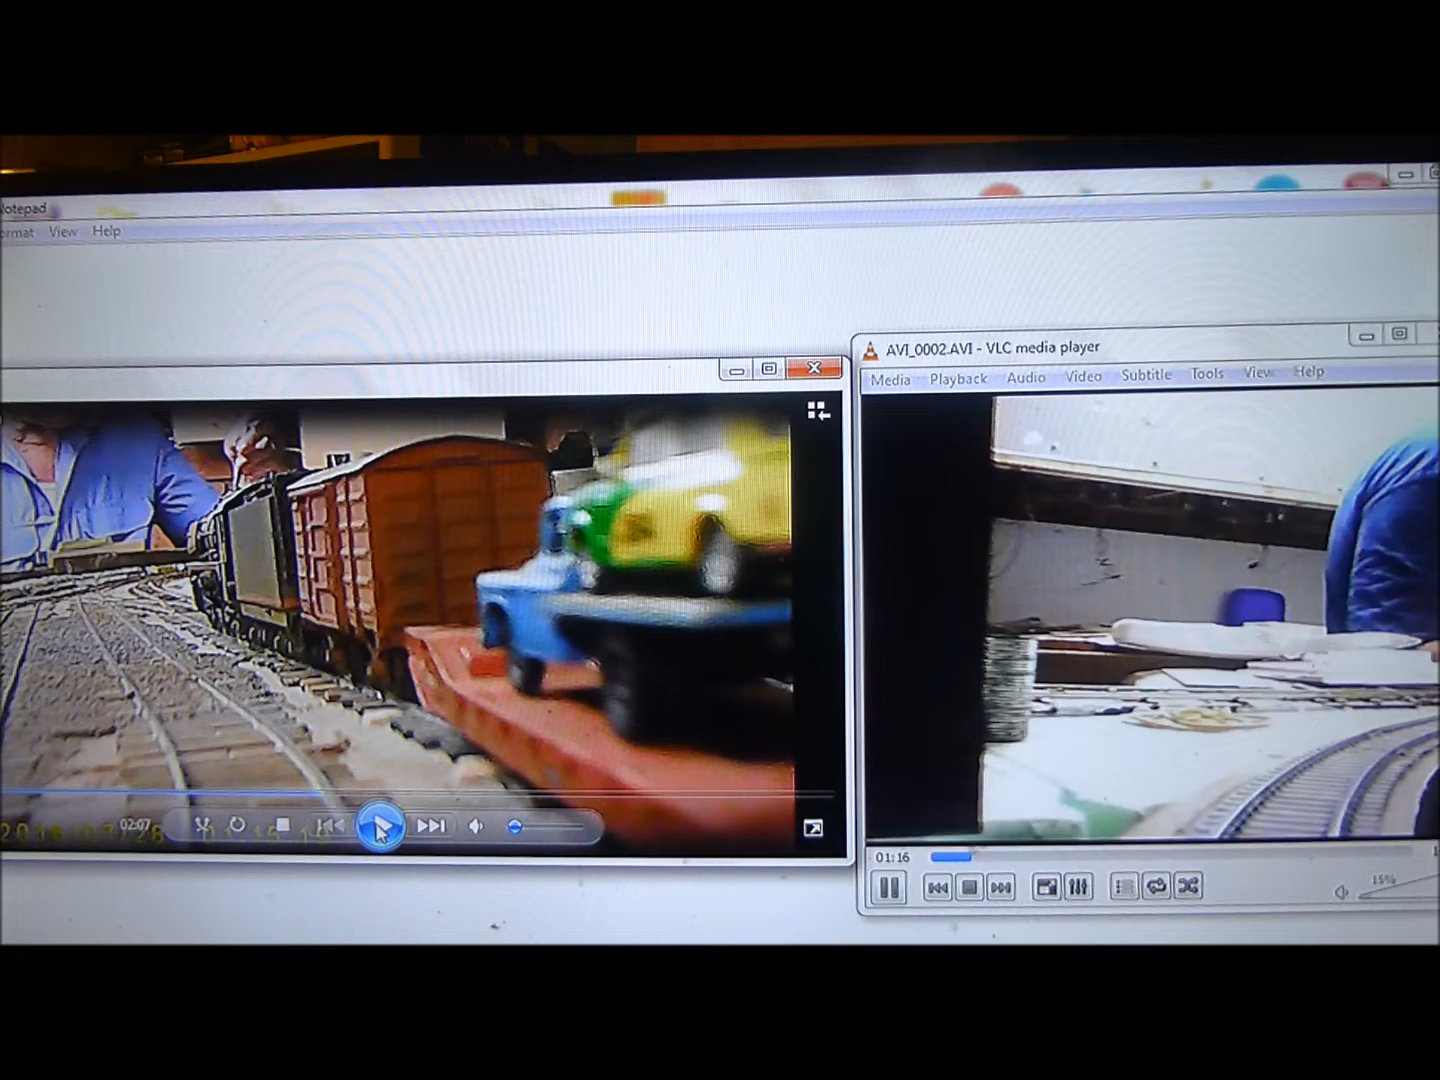 Notepad
ormat View Help
AVI_0002.AVI - VLC media player
Media Playback Audio Video Subtitle Tools View Help
02:07
01:16
15%